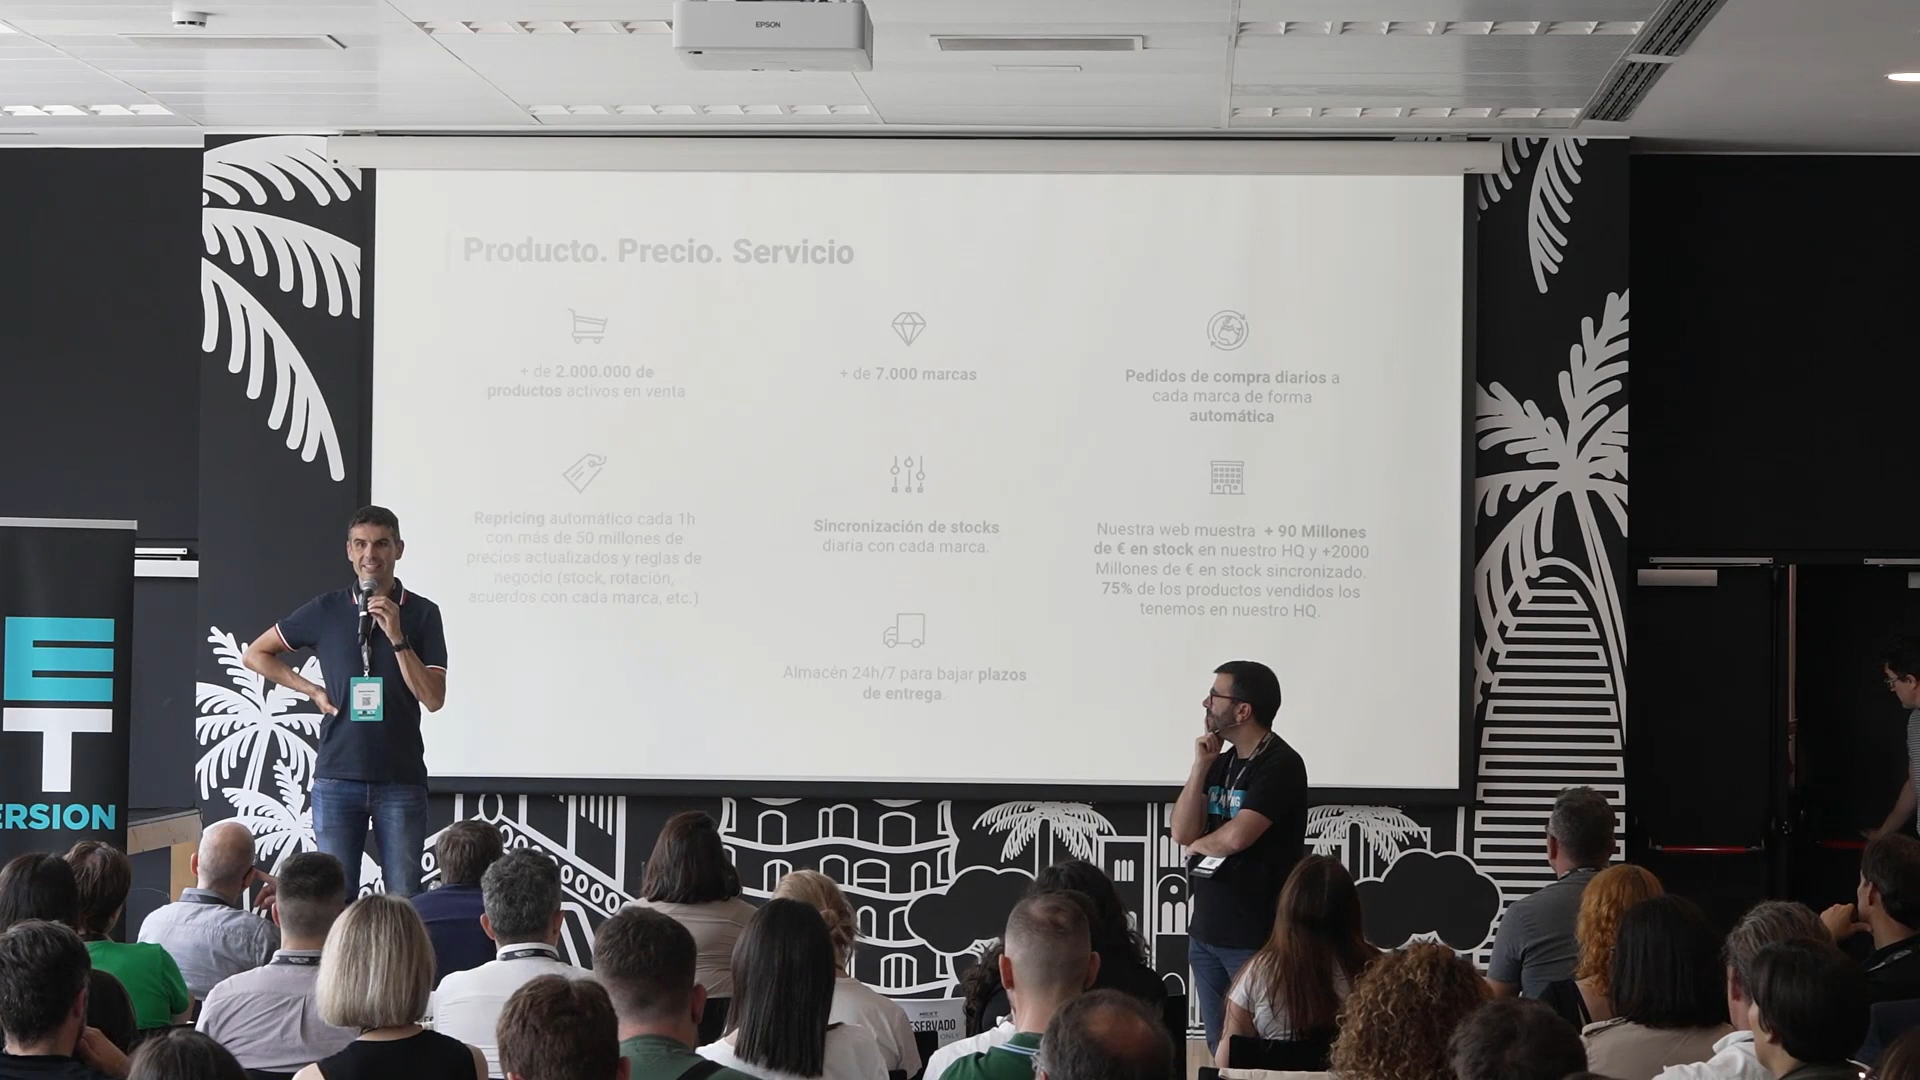 EPSON
Producto. Precio. Servicio
+ de 2.000.000 de
productos activos en venta
+ de 7.000 marcas
Pedidos de compra diarios a
cada marca de forma
automática
Repricing automático cada 1h
con más de 50 millones de
precios actualizados y reglas de
negocio (stock, rotación,
acuerdos con cada marca, etc.)
Sincronización de stocks
diaria con cada marca.
Nuestra web muestra + 90 Millones
de € en stock en nuestro HQ y +2000
Millones de € en stock sincronizado.
75% de los productos vendidos los
tenemos en nuestro HQ.
Almacén 24h/7 para bajar plazos
de entrega.
E
T
ERSION
ESERVADO
ONLY